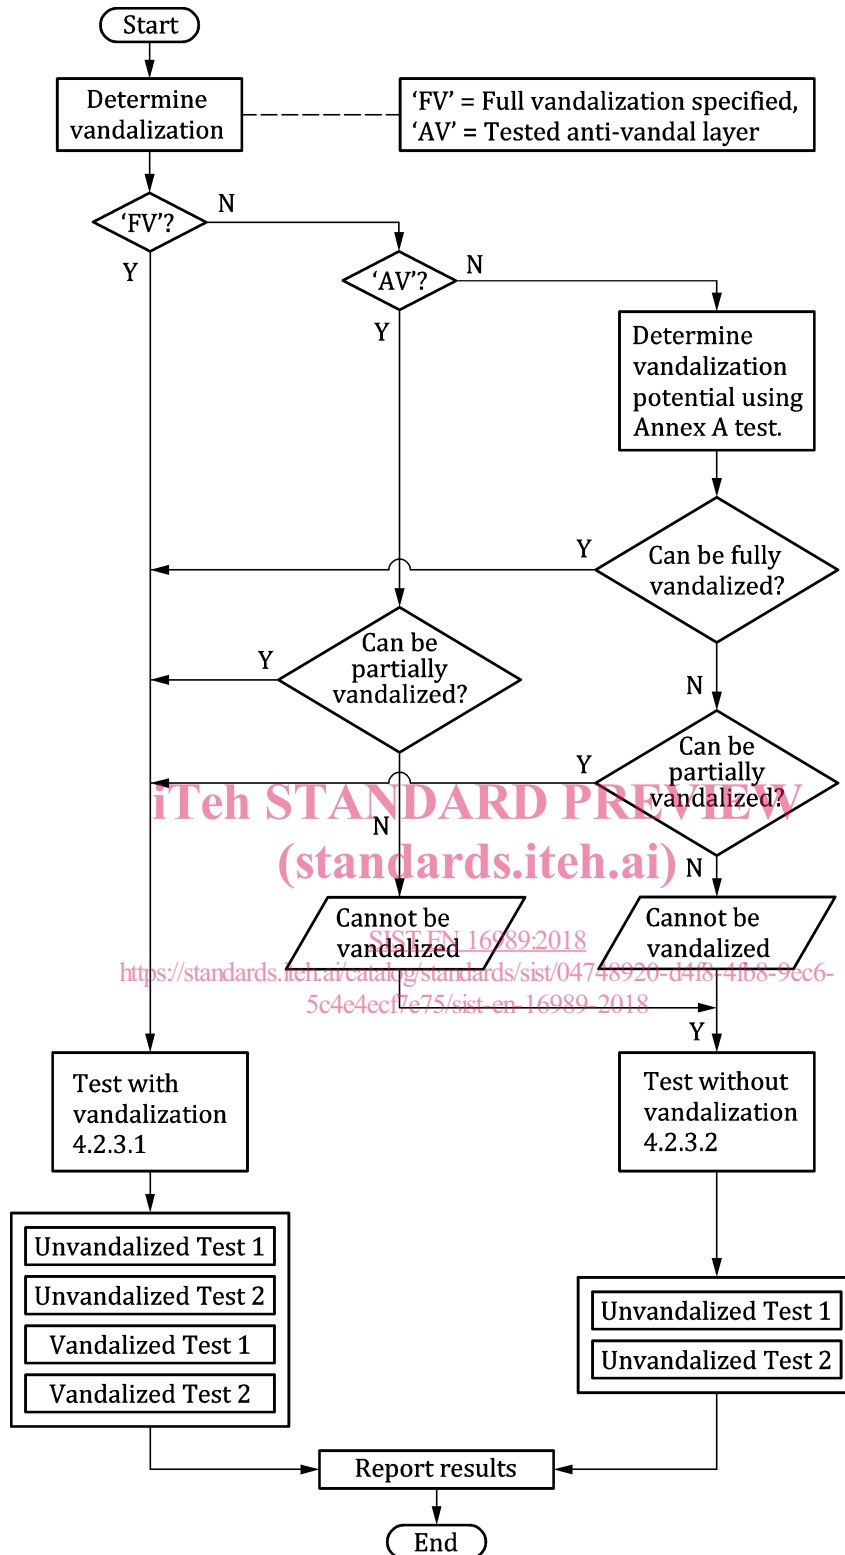 Start
Determine
vandalization
‘FV’ = Full vandalization specified,
‘AV’ = Tested anti-vandal layer
‘FV’?
N
Y
‘AV’?
N
Y
Determine
vandalization
potential using
Annex A test.
Can be fully
vandalized?
Y
N
Can be
partially
vandalized?
Y
N
Can be
partially
vandalized?
Y
N
iTeh STANDARD PREVIEW
(standards.iteh.ai)
Cannot be
vandalized
Cannot be
vandalized
SIST EN 16989:2018
https://standards.iteh.ai/catalog/standards/sist/04748920-d4f8-4fb8-9ec6-
5c4e4ecf7e75/sist-en-16989-2018
Y
Test with
vandalization
4.2.3.1
Test without
vandalization
4.2.3.2
Unvandalized Test 1
Unvandalized Test 2
Vandalized Test 1
Vandalized Test 2
Unvandalized Test 1
Unvandalized Test 2
Report results
End